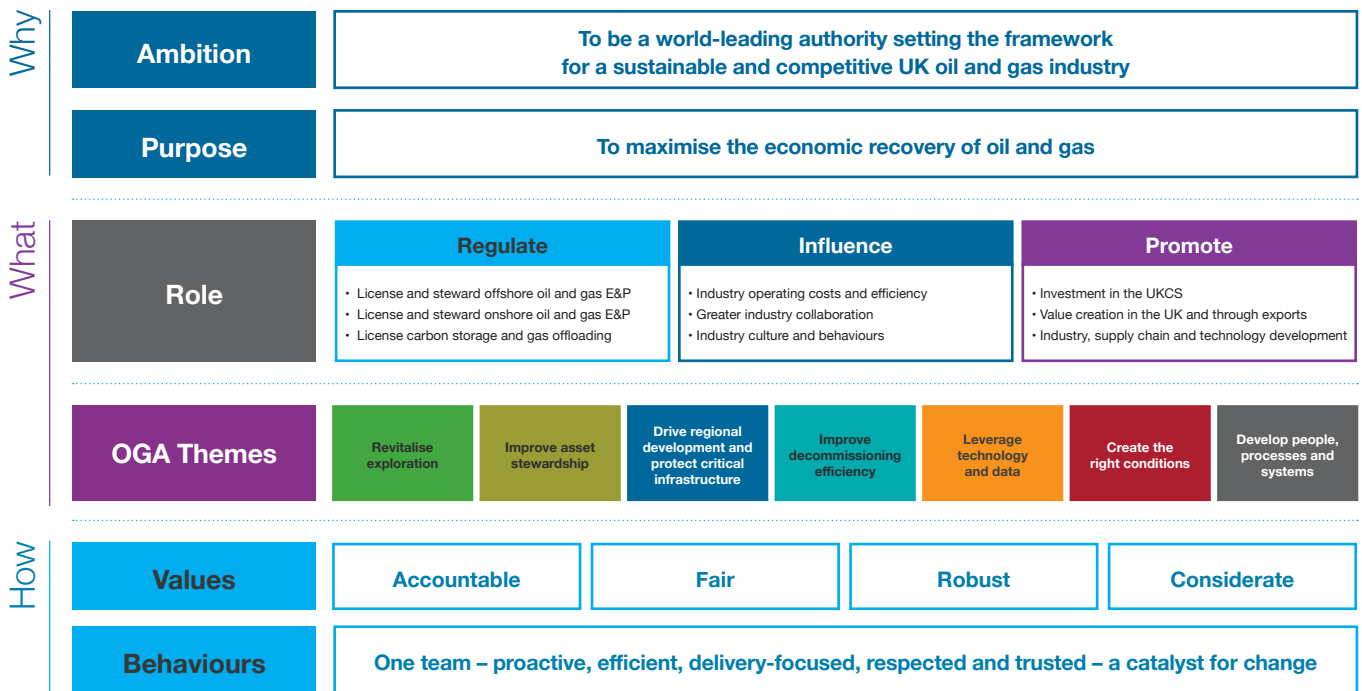 Why
Ambition
To be a world-leading authority setting the framework
for a sustainable and competitive UK oil and gas industry
Purpose
To maximise the economic recovery of oil and gas
What
Role
Regulate
• License and steward offshore oil and gas E&P
• License and steward onshore oil and gas E&P
• License carbon storage and gas offloading
Influence
• Industry operating costs and efficiency
• Greater industry collaboration
• Industry culture and behaviours
Promote
• Investment in the UKCS
• Value creation in the UK and through exports
• Industry, supply chain and technology development
OGA Themes
Revitalise
exploration
Improve asset
stewardship
Drive regional
development and
protect critical
infrastructure
Improve
decommissioning
efficiency
Leverage
technology
and data
Create the
right conditions
Develop people,
processes and
systems
How
Values
Accountable
Fair
Robust
Considerate
Behaviours
One team – proactive, efficient, delivery-focused, respected and trusted – a catalyst for change